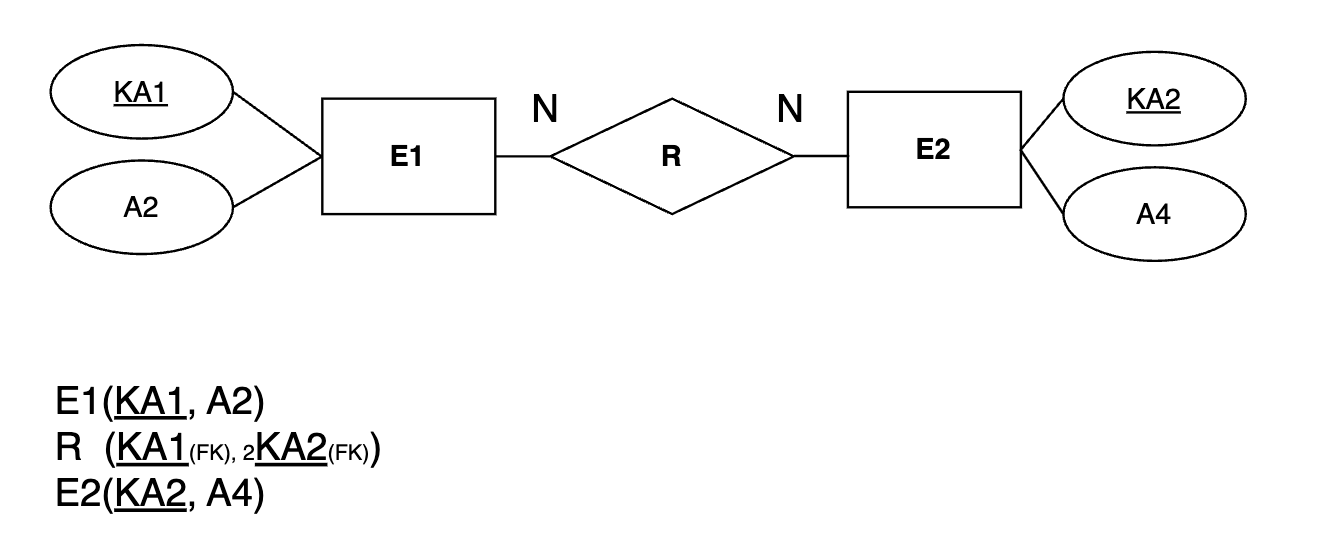 KA1
A2
E1
N
R
N
E2
KA2
A4
E1(KA1, A2)
R (KA1(FK), 2KA2(FK))
E2(KA2, A4)